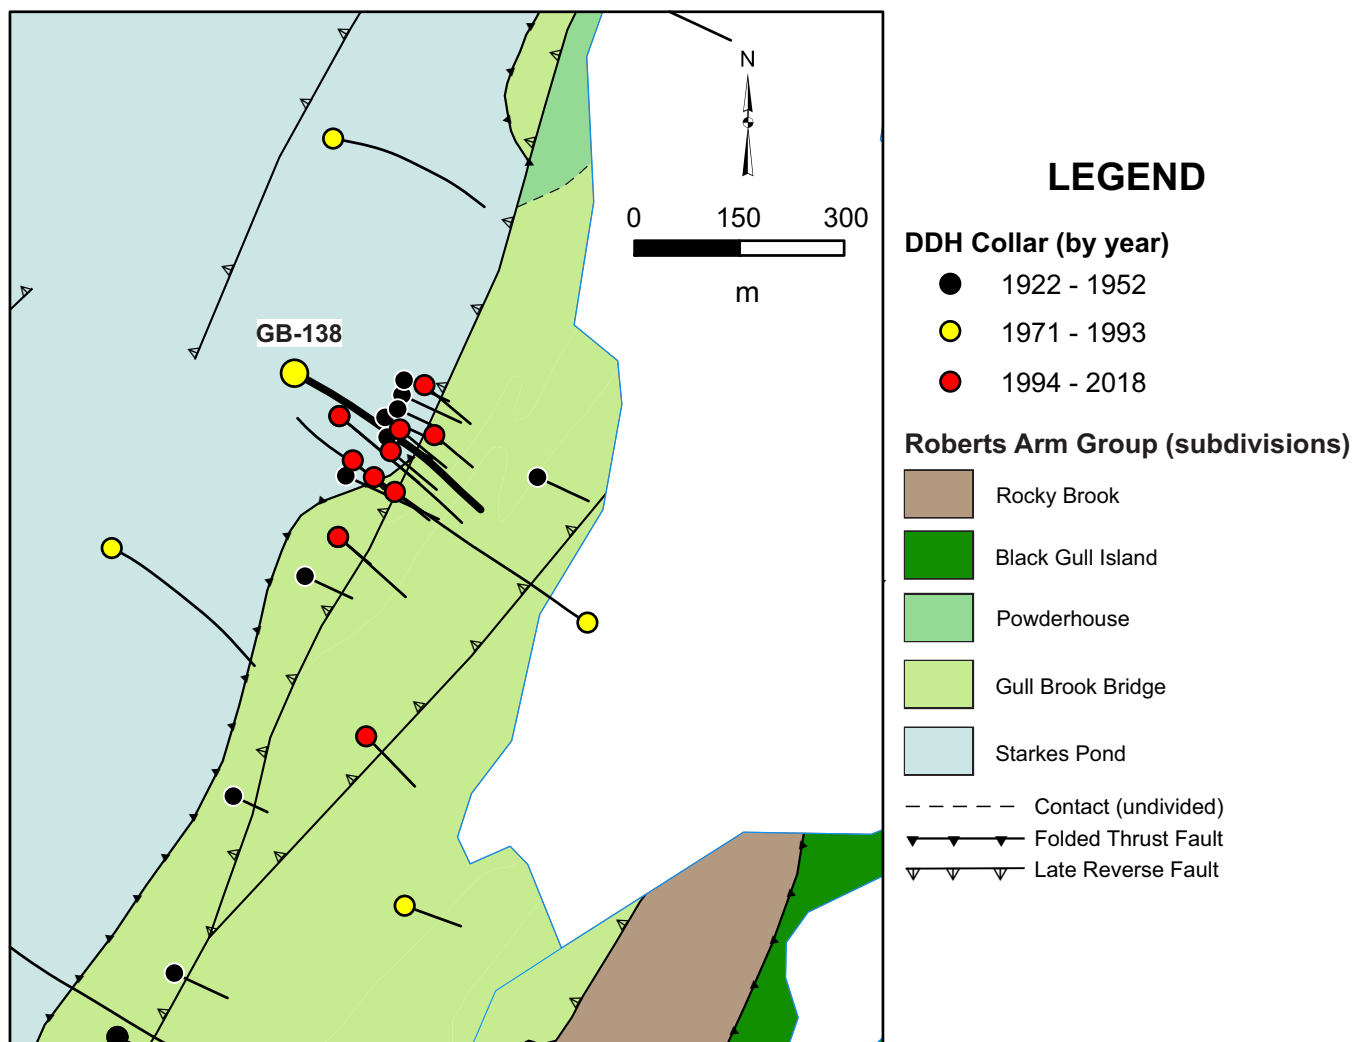 N
0 150 300
m
GB-138
LEGEND
DDH Collar (by year)
1922 - 1952
1971 - 1993
1994 - 2018
Roberts Arm Group (subdivisions)
Rocky Brook
Black Gull Island
Powderhouse
Gull Brook Bridge
Starkes Pond
Contact (undivided)
Folded Thrust Fault
Late Reverse Fault